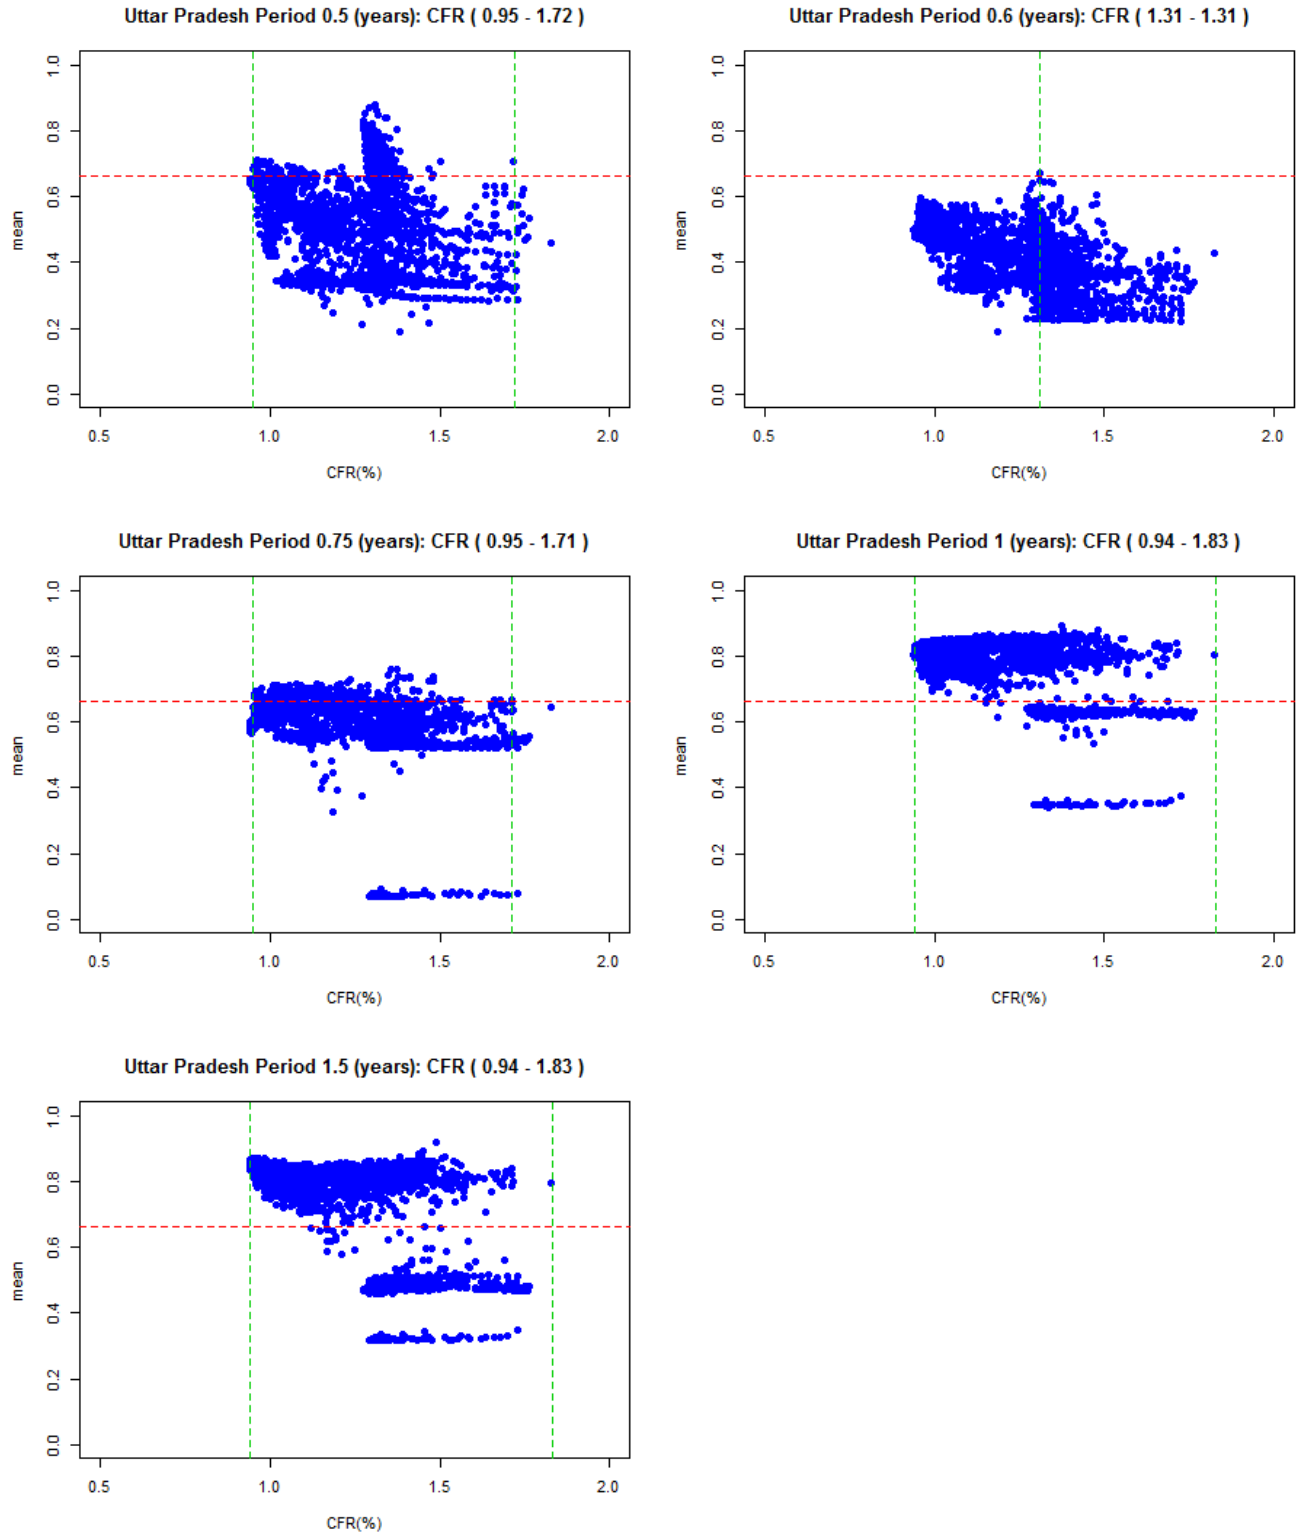 Uttar Pradesh Period 0.5 (years): CFR ( 0.95 - 1.72 )
mean
0.0 0.2 0.4 0.6 0.8 1.0
0.5 1.0 1.5 2.0
CFR(%)
Uttar Pradesh Period 0.6 (years): CFR ( 1.31 - 1.31 )
mean
0.0 0.2 0.4 0.6 0.8 1.0
0.5 1.0 1.5 2.0
CFR(%)
Uttar Pradesh Period 0.75 (years): CFR ( 0.95 - 1.71 )
mean
0.0 0.2 0.4 0.6 0.8 1.0
0.5 1.0 1.5 2.0
CFR(%)
Uttar Pradesh Period 1 (years): CFR ( 0.94 - 1.83 )
mean
0.0 0.2 0.4 0.6 0.8 1.0
0.5 1.0 1.5 2.0
CFR(%)
Uttar Pradesh Period 1.5 (years): CFR ( 0.94 - 1.83 )
mean
0.0 0.2 0.4 0.6 0.8 1.0
0.5 1.0 1.5 2.0
CFR(%)